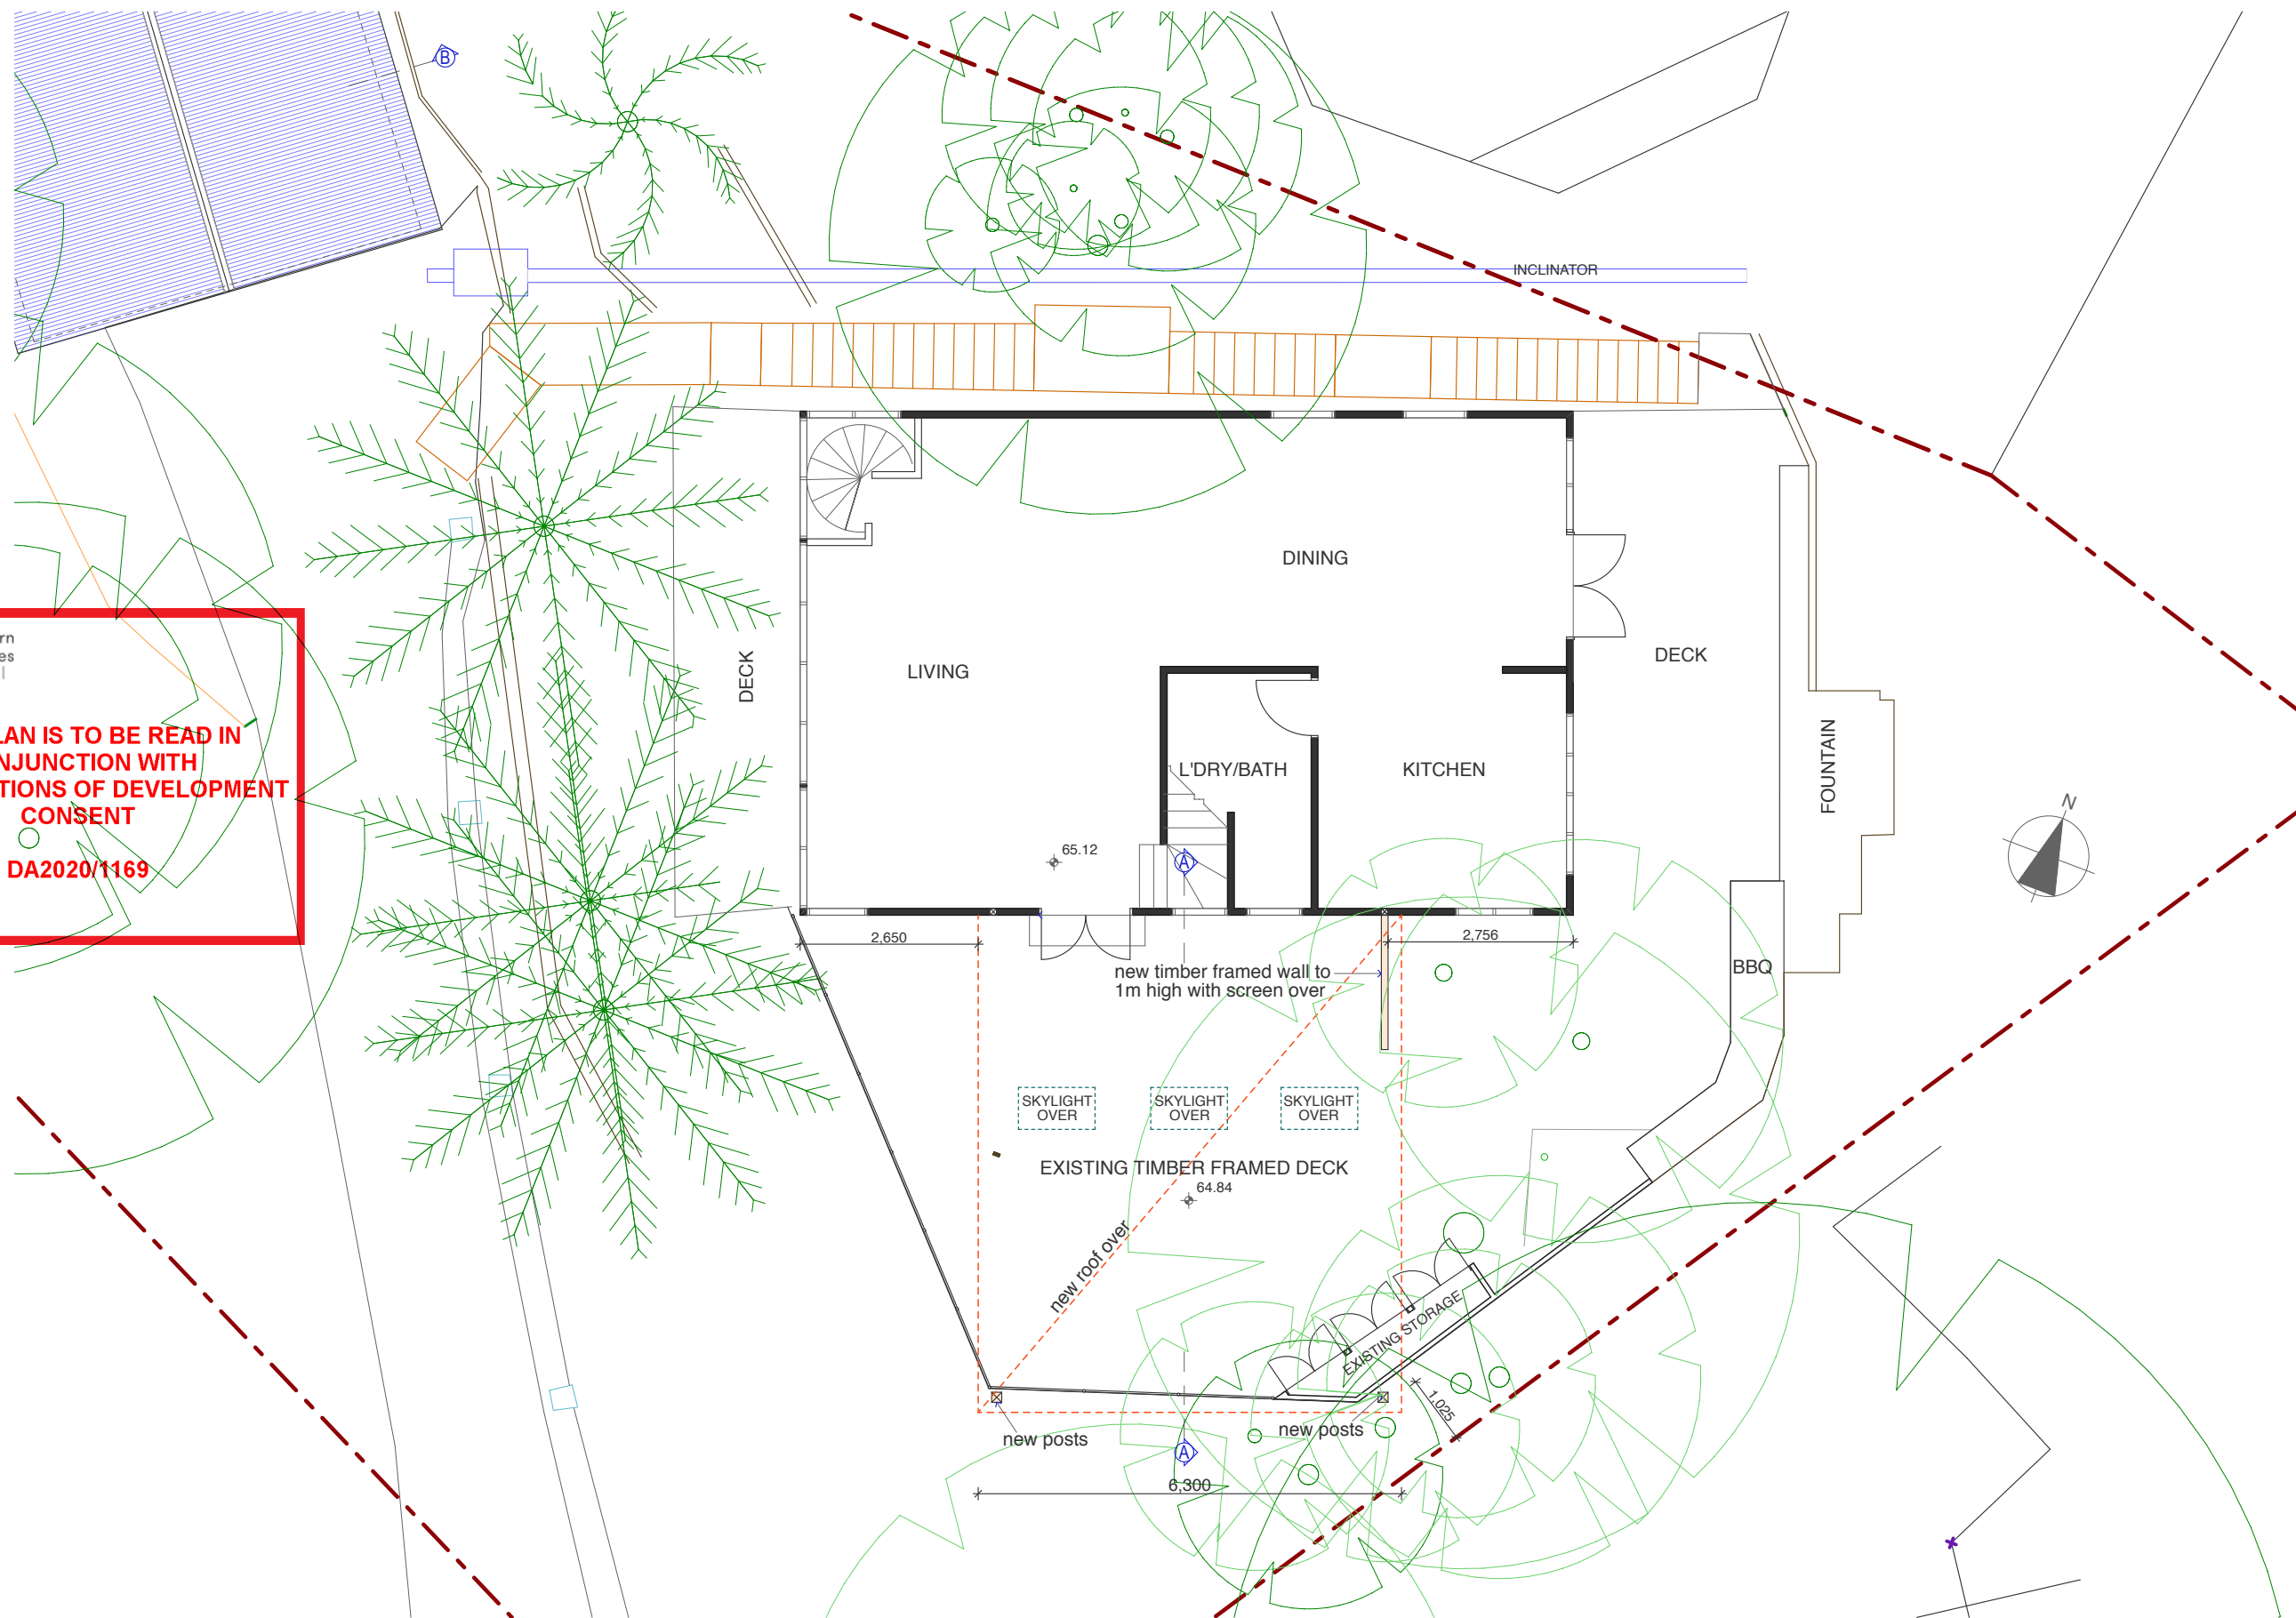 B
INCLINATOR
DINING
LIVING
DECK
DECK
L'DRY/BATH
KITCHEN
FOUNTAIN
N
rn
es
LAN IS TO BE READ IN
NJUNCTION WITH
TIONS OF DEVELOPMENT
CONSENT
DA2020/1169
65.12
A
2,650
2,756
new timber framed wall to
1m high with screen over
BBQ
SKYLIGHT
OVER
SKYLIGHT
OVER
SKYLIGHT
OVER
EXISTING TIMBER FRAMED DECK
64.84
new roof over
EXISTING STORAGE
1,025
new posts
new posts
A
6,300